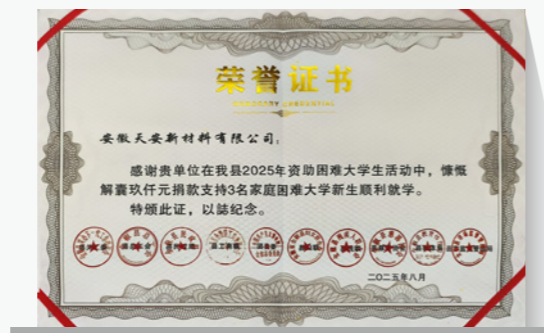 荣誉证书
HONORARY CREDENTIAL
安徽天安新材料有限公司：
感谢贵单位在我县2025年资助困难大学生活动中，慷慨
解囊玖仟元捐款支持3名家庭困难大学新生顺利就学。
特颁此证，以誌纪念。
二〇二五年八月